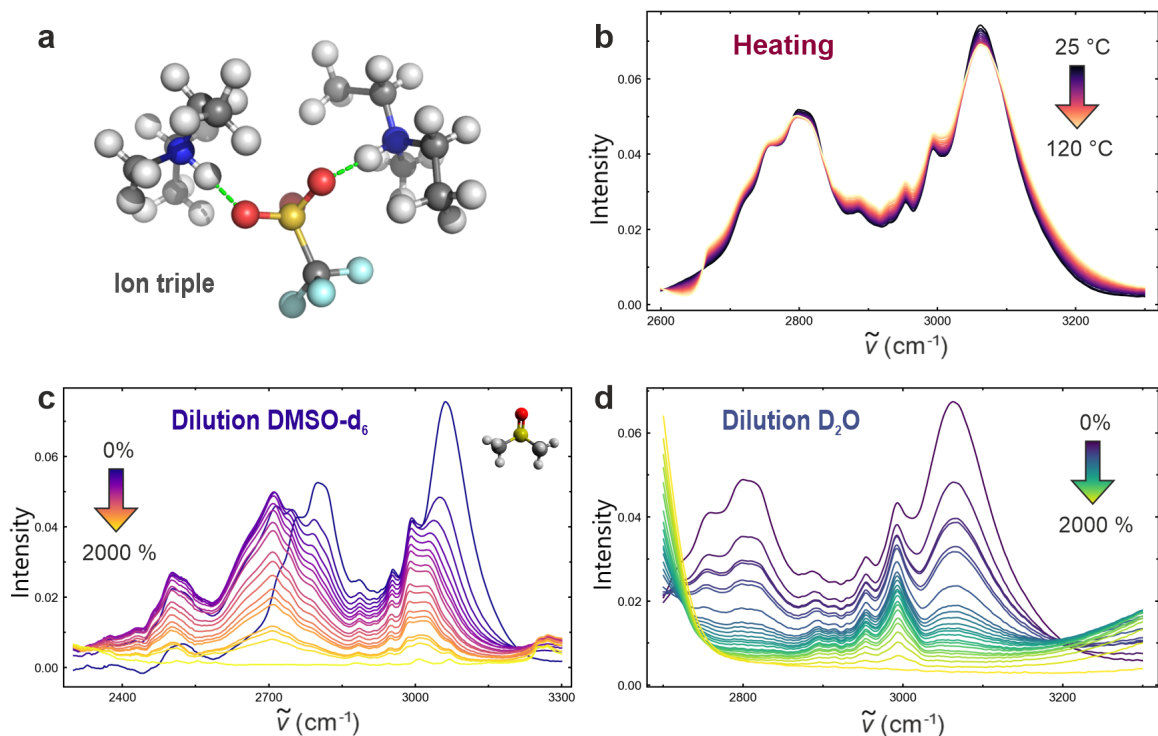 a
Ion triple
b
Heating
25 °C
120 °C
Intensity
0.06
0.04
0.02
0.00
2600
2800
3000
3200
ṽ (cm⁻¹)
c
Dilution DMSO-d₆
0%
2000 %
Intensity
0.06
0.04
0.02
0.00
2400
2700
3000
3300
ṽ (cm⁻¹)
d
Dilution D₂O
0%
2000 %
Intensity
0.06
0.04
0.02
0.00
2800
3000
3200
ṽ (cm⁻¹)